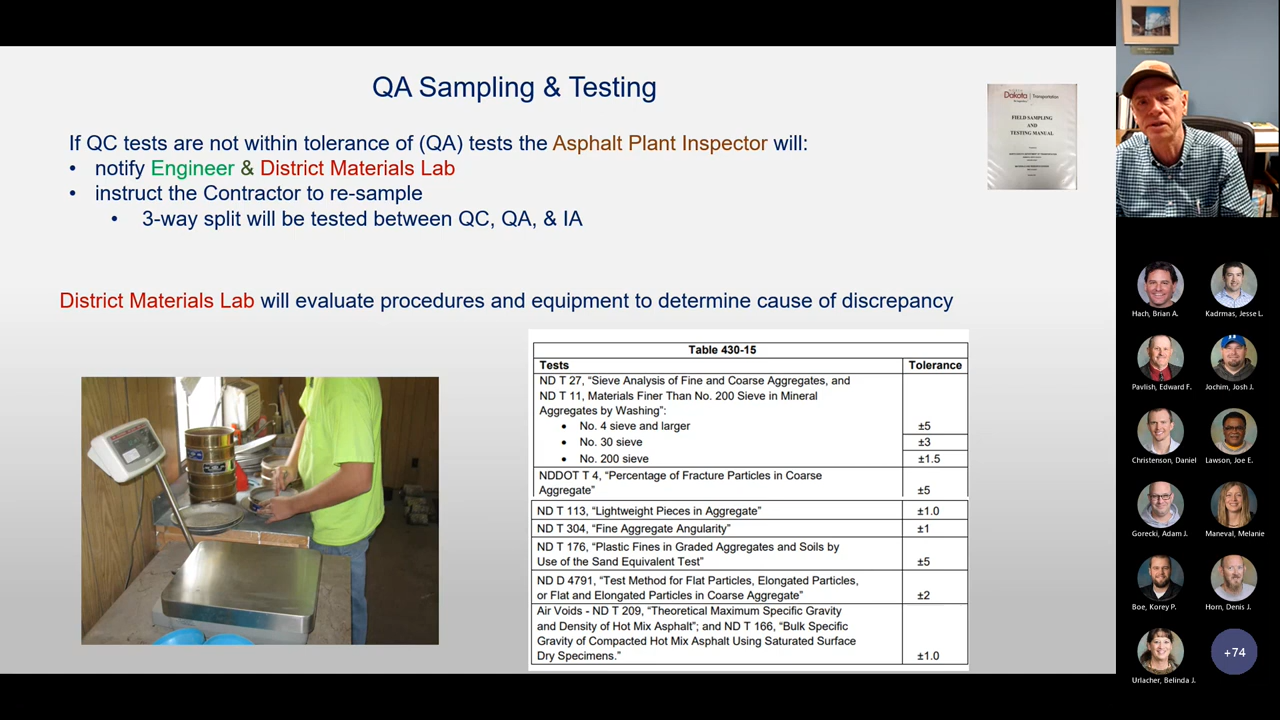 QA Sampling & Testing
If QC tests are not within tolerance of (QA) tests the Asphalt Plant Inspector will:
• notify Engineer & District Materials Lab
• instruct the Contractor to re-sample
• 3-way split will be tested between QC, QA, & IA
District Materials Lab will evaluate procedures and equipment to determine cause of discrepancy
Dakota | Transportation
FIELD SAMPLING
AND
TESTING MANUAL
Table 430-15
Tests Tolerance
ND T 27, “Sieve Analysis of Fine and Coarse Aggregates, and
ND T 11, Materials Finer Than No. 200 Sieve in Mineral
Aggregates by Washing”:
• No. 4 sieve and larger ±5
• No. 30 sieve ±3
• No. 200 sieve ±1.5
NDDOT T 4, “Percentage of Fracture Particles in Coarse
Aggregate” ±5
ND T 113, “Lightweight Pieces in Aggregate” ±1.0
ND T 304, “Fine Aggregate Angularity” ±1
ND T 176, “Plastic Fines in Graded Aggregates and Soils by
Use of the Sand Equivalent Test” ±5
ND D 4791, “Test Method for Flat Particles, Elongated Particles,
or Flat and Elongated Particles in Coarse Aggregate” ±2
Air Voids - ND T 209, “Theoretical Maximum Specific Gravity
and Density of Hot Mix Asphalt”; and ND T 166, “Bulk Specific
Gravity of Compacted Hot Mix Asphalt Using Saturated Surface
Dry Specimens.” ±1.0
Hach, Brian A. Kadrmas, Jesse L.
Pavlish, Edward F. Jochim, Josh J.
Christenson, Daniel Lawson, Joe E.
Gorecki, Adam J. Maneval, Melanie
Boe, Korey P. Horn, Denis J.
Urlacher, Belinda J. +74